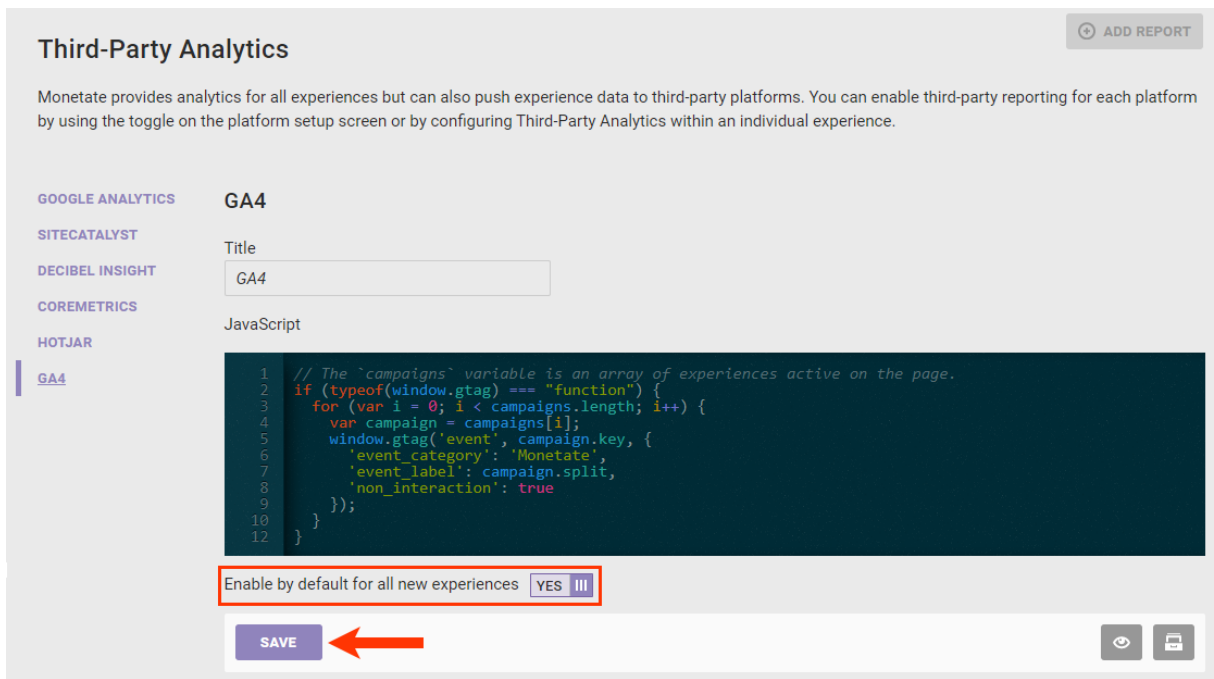 ADD REPORT
Third-Party Analytics
Monetate provides analytics for all experiences but can also push experience data to third-party platforms. You can enable third-party reporting for each platform
by using the toggle on the platform setup screen or by configuring Third-Party Analytics within an individual experience.
GOOGLE ANALYTICS
SITECATALYST
DECIBEL INSIGHT
COREMETRICS
HOTJAR
GA4
GA4
Title
GA4
JavaScript
1 // The `campaigns` variable is an array of experiences active on the page.
2 if (typeof(window.gtag) === "function") {
3   for (var i = 0; i < campaigns.length; i++) {
4     var campaign = campaigns[i];
5     window.gtag('event', campaign.key, {
6       'event_category': 'Monetate',
7       'event_label': campaign.split,
8       'non_interaction': true
9     });
10   }
12 }
Enable by default for all new experiences YES
SAVE